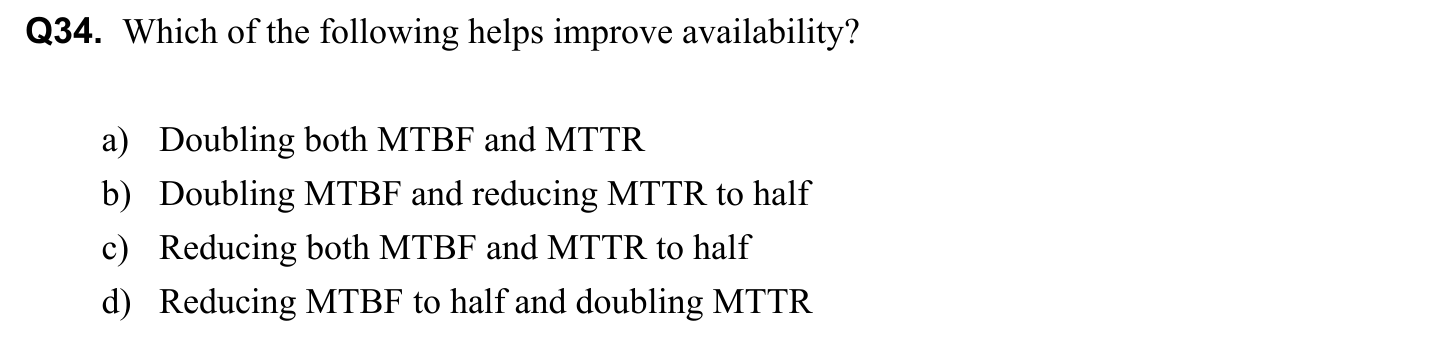 Q34. Which of the following helps improve availability?
a) Doubling both MTBF and MTTR
b) Doubling MTBF and reducing MTTR to half
c) Reducing both MTBF and MTTR to half
d) Reducing MTBF to half and doubling MTTR